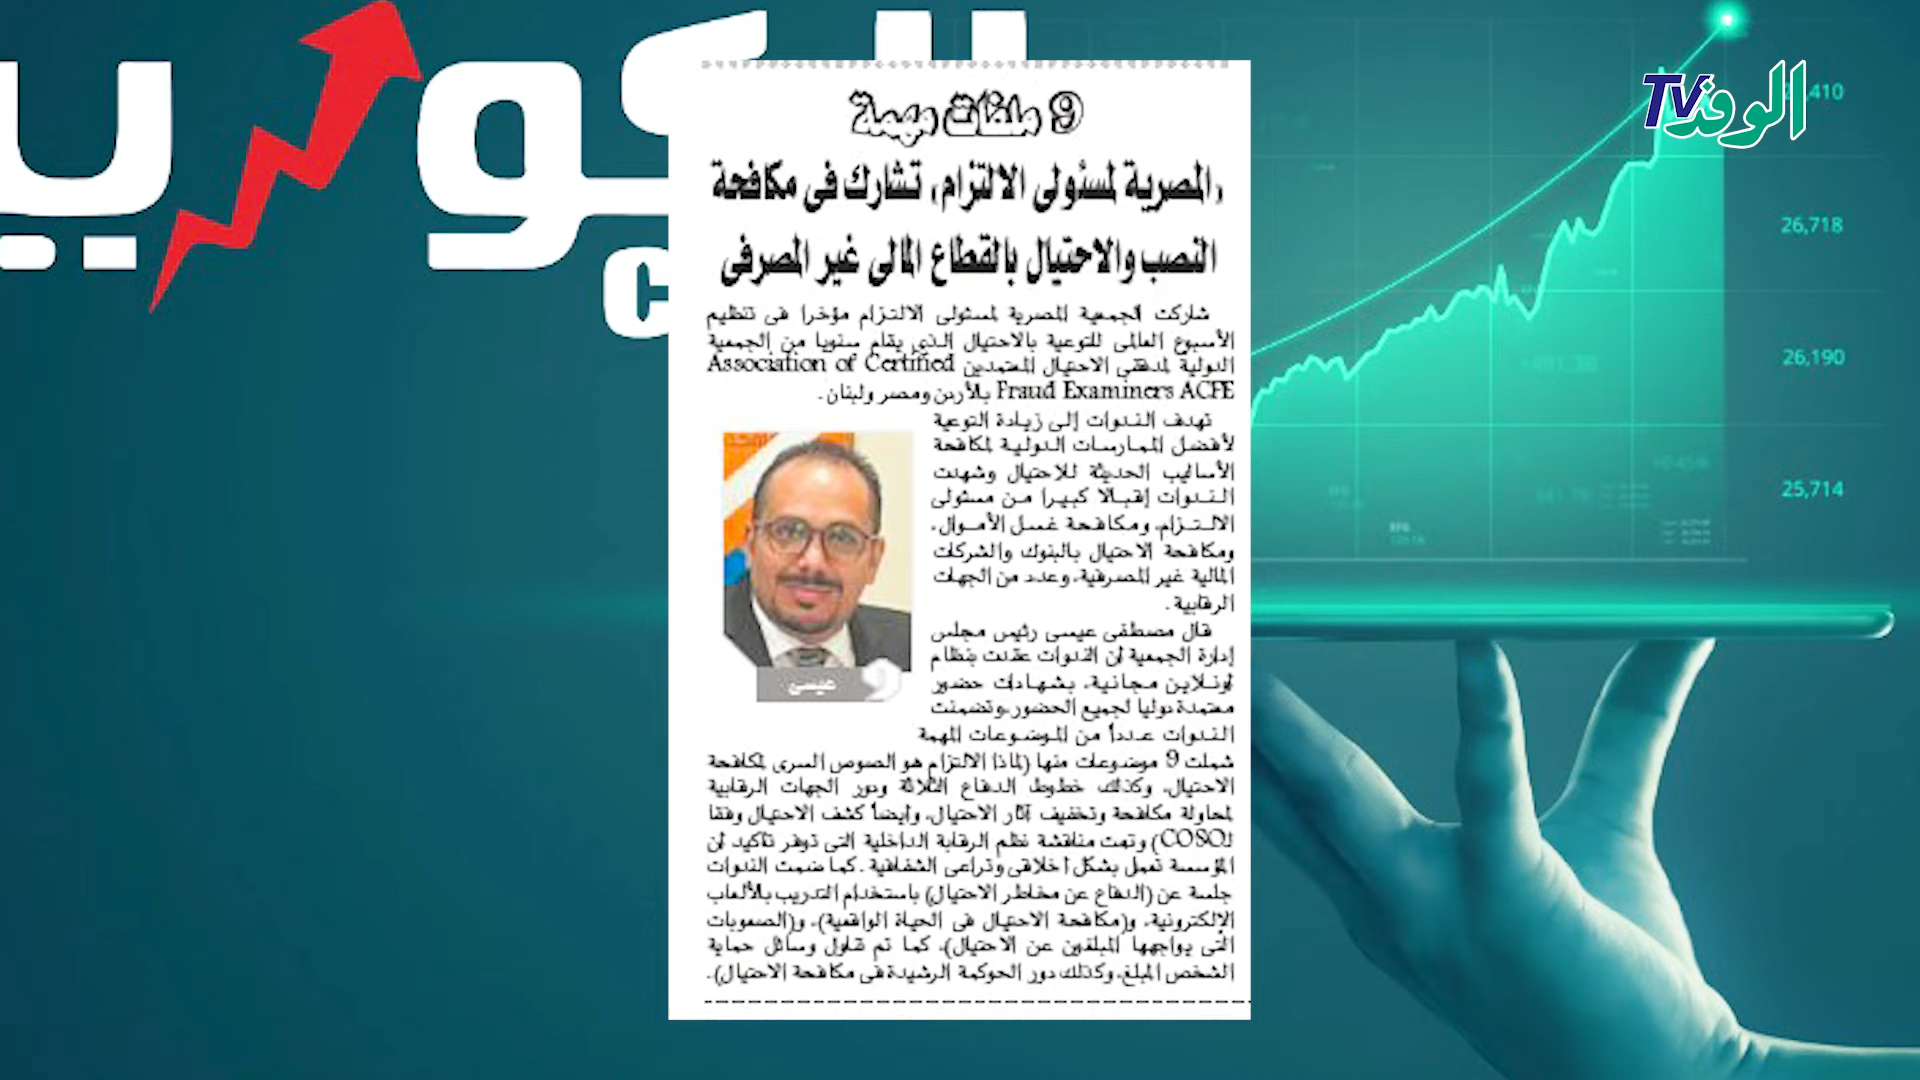 الوفد TV
9 ملفات مهمة
«المصرية لمسئولى الالتزام» تشارك فى مكافحة
النصب والاحتيال بالقطاع المالى غير المصرفى
شاركت الجمعية المصرية لمسئولى الالتزام مؤخرا فى تنظيم
الأسبوع العالمى للتوعية بالاحتيال الذى يقام سنويا من الجمعية
الدولية لمدققى الاحتيال المعتمدين Association of Certified
Fraud Examiners ACFE بالأردن ومصر ولبنان.
تهدف الندوات إلى زيادة التوعية
لأفضل الممارسات الدولية لمكافحة
الأساليب الحديثة للاحتيال وشهدت
الندوات إقبالا كبيرا من مسئولى
الالتزام، ومكافحة غسل الأموال،
ومكافحة الاحتيال بالبنوك والشركات
المالية غير المصرفية، وعدد من الجهات
الرقابية.
عيسى
قال مصطفى عيسى رئيس مجلس
إدارة الجمعية أن الندوات عقدت بنظام
أونلاين مجانية، بشهادات حضور
معتمدة دوليا لجميع الحضور، وتضمنت
الندوات عدداً من الموضوعات المهمة
شملت 9 موضوعات منها (لماذا الالتزام هو الصوص السرى لمكافحة
الاحتيال، وكذلك خطوط الدفاع الثلاثة ودور الجهات الرقابية
لمحاولة مكافحة وتخفيف آثار الاحتيال، وأيضاً كشف الاحتيال وفقا
لـCOSO) وتمت مناقشة نظم الرقابة الداخلية التى توفر تأكيد أن
المؤسسة تعمل بشكل أخلاقى وتراعى الشفافية. كما ضمت الندوات
جلسة عن (الدفاع عن مخاطر الاحتيال) باستخدام التدريب بالألعاب
الإلكترونية، و(مكافحة الاحتيال فى الحياة الواقعية)، و(الصعوبات
التى يواجهها المبلغون عن الاحتيال)، كما تم تناول وسائل حماية
الشخص المبلغ، وكذلك دور الحوكمة الرشيدة فى مكافحة الاحتيال).
26,718
26,190
25,714